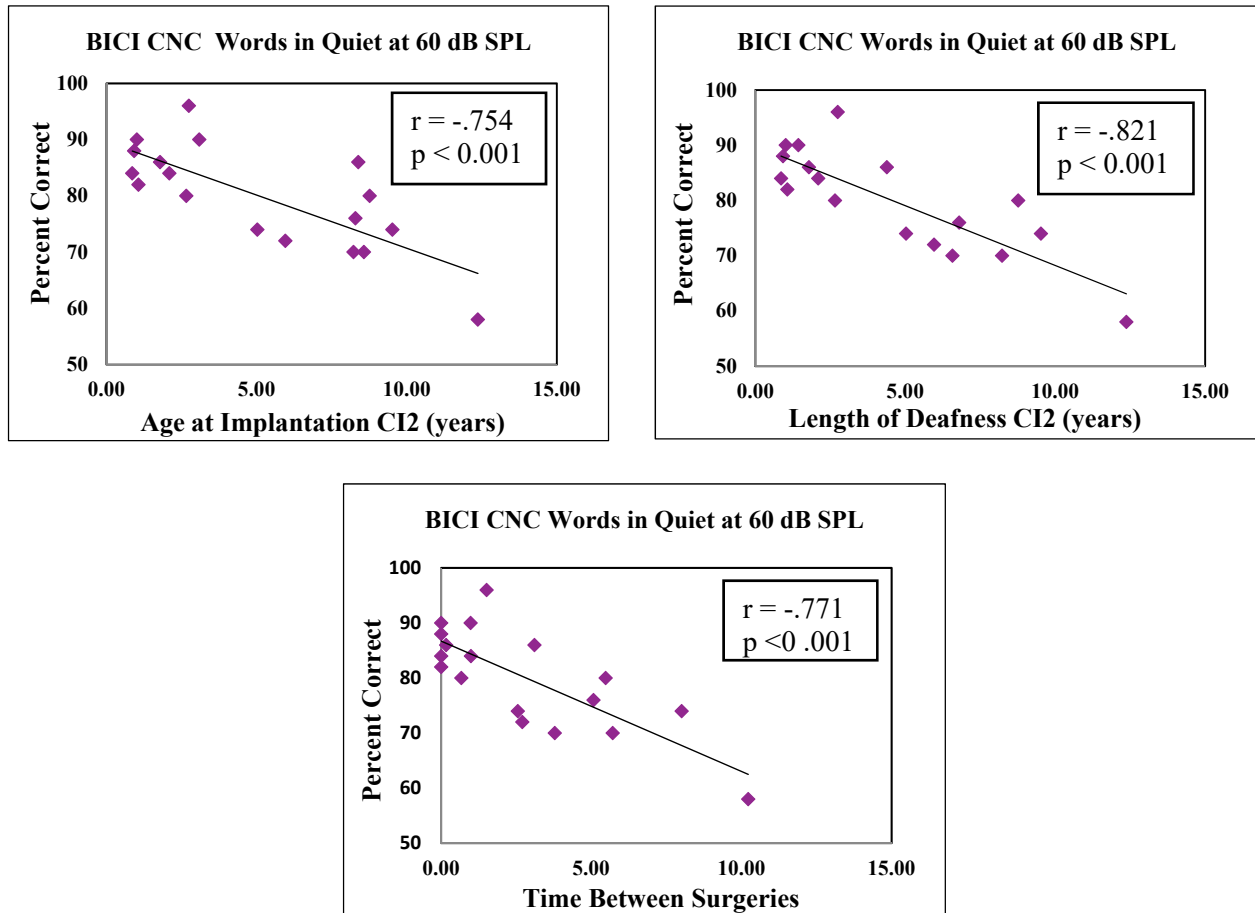 BICI CNC  Words in Quiet at 60 dB SPL
r = -.754
p < 0.001
Percent Correct
100
90
80
70
60
50
0.00 5.00 10.00 15.00
Age at Implantation CI2 (years)
BICI CNC Words in Quiet at 60 dB SPL
r = -.821
p < 0.001
Percent Correct
100
90
80
70
60
50
0.00 5.00 10.00 15.00
Length of Deafness CI2 (years)
BICI CNC Words in Quiet at 60 dB SPL
r = -.771
p <0 .001
Percent Correct
100
90
80
70
60
50
0.00 5.00 10.00 15.00
Time Between Surgeries